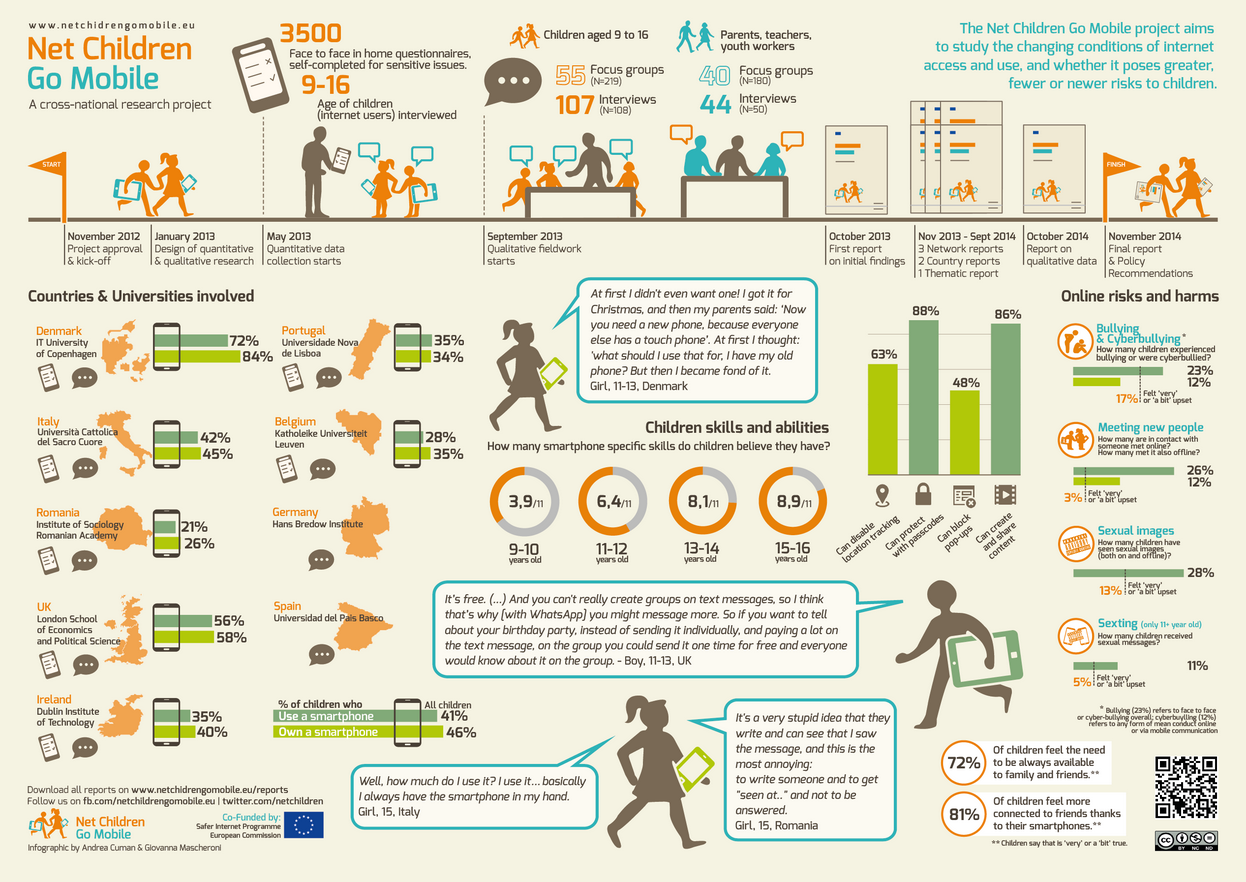 www.netchidrengomobile.eu
Net Children
Go Mobile
A cross-national research project
3500
Face to face in home questionnaires,
self-completed for sensitive issues.
9-16
Age of children
(internet users) interviewed
Children aged 9 to 16
55 Focus groups
(N=219)
107 Interviews
(N=108)
Parents, teachers,
youth workers
40 Focus groups
(N=180)
44 Interviews
(N=50)
The Net Children Go Mobile project aims
to study the changing conditions of internet
access and use, and whether it poses greater,
fewer or newer risks to children.
START
FINISH
November 2012
Project approval
& kick-off
January 2013
Design of quantitative
& qualitative research
May 2013
Quantitative data
collection starts
September 2013
Qualitative fieldwork
starts
October 2013
First report
on initial findings
Nov 2013 - Sept 2014
3 Network reports
2 Country reports
1 Thematic report
October 2014
Report on
qualitative data
November 2014
Final report
& Policy
Recommendations
Countries & Universities involved
Denmark
IT University
of Copenhagen
72%
84%
Portugal
Universidade Nova
de Lisboa
35%
34%
Italy
Università Cattolica
del Sacro Cuore
42%
45%
Belgium
Katholeike Universiteit
Leuven
28%
35%
Romania
Institute of Sociology
Romanian Academy
21%
26%
Germany
Hans Bredow Institute
UK
London School
of Economics
and Political Science
56%
58%
Spain
Universidad del Pais Basco
Ireland
Dublin Institute
of Technology
35%
40%
% of children who
All children
Use a smartphone
41%
Own a smartphone
46%
At first I didn't even want one! I got it for
Christmas, and then my parents said: 'Now
you need a new phone, because everyone
else has a touch phone'. At first I thought:
'what should I use that for, I have my old
phone? But then I became fond of it.
Girl, 11-13, Denmark
Children skills and abilities
How many smartphone specific skills do children believe they have?
3,9/11
6,4/11
8,1/11
8,9/11
9-10
years old
11-12
years old
13-14
years old
15-16
years old
63%
88%
48%
86%
Can disable
location tracking
Can protect
with passcodes
Can block
pop-ups
Can create
and share
content
Online risks and harms
Bullying
& Cyberbullying*
How many children experienced
bullying or were cyberbullied?
23%
12%
17% Felt 'very'
or 'a bit' upset
Meeting new people
How many are in contact with
someone met online?
How many met it also offline?
26%
12%
3% Felt 'very'
or 'a bit' upset
Sexual images
How many children have
seen sexual images
(both on and offline)?
28%
13% Felt 'very'
or 'a bit' upset
Sexting (only 11+ year old)
How many children received
sexual messages?
11%
5% Felt 'very'
or 'a bit' upset
* Bullying (23%) refers to face to face
or cyber-bullying overall; cyberbuylling (12%)
refers to any form of mean conduct online
or via mobile communication
It's free. (...) And you can't really create groups on text messages, so I think
that's why [with WhatsApp] you might message more. So if you want to tell
about your birthday party, instead of sending it individually, and paying a lot on
the text message, on the group you could send it one time for free and everyone
would know about it on the group. - Boy, 11-13, UK
Well, how much do I use it? I use it... basically
I always have the smartphone in my hand.
Girl, 15, Italy
It's a very stupid idea that they
write and can see that I saw
the message, and this is the
most annoying:
to write someone and to get
"seen at.." and not to be
answered.
Girl, 15, Romania
72%
Of children feel the need
to be always available
to family and friends.**
81%
Of children feel more
connected to friends thanks
to their smartphones.**
** Children say that is 'very' or a 'bit' true.
Download all reports on www.netchidrengomobile.eu/reports
Follow us on fb.com/netchildrengomobile.eu | twitter.com/netchildren
Net Children
Go Mobile
Co-Funded by:
Safer Internet Programme
European Commission
Infographic by Andrea Cuman & Giovanna Mascheroni
cc
BY NC ND